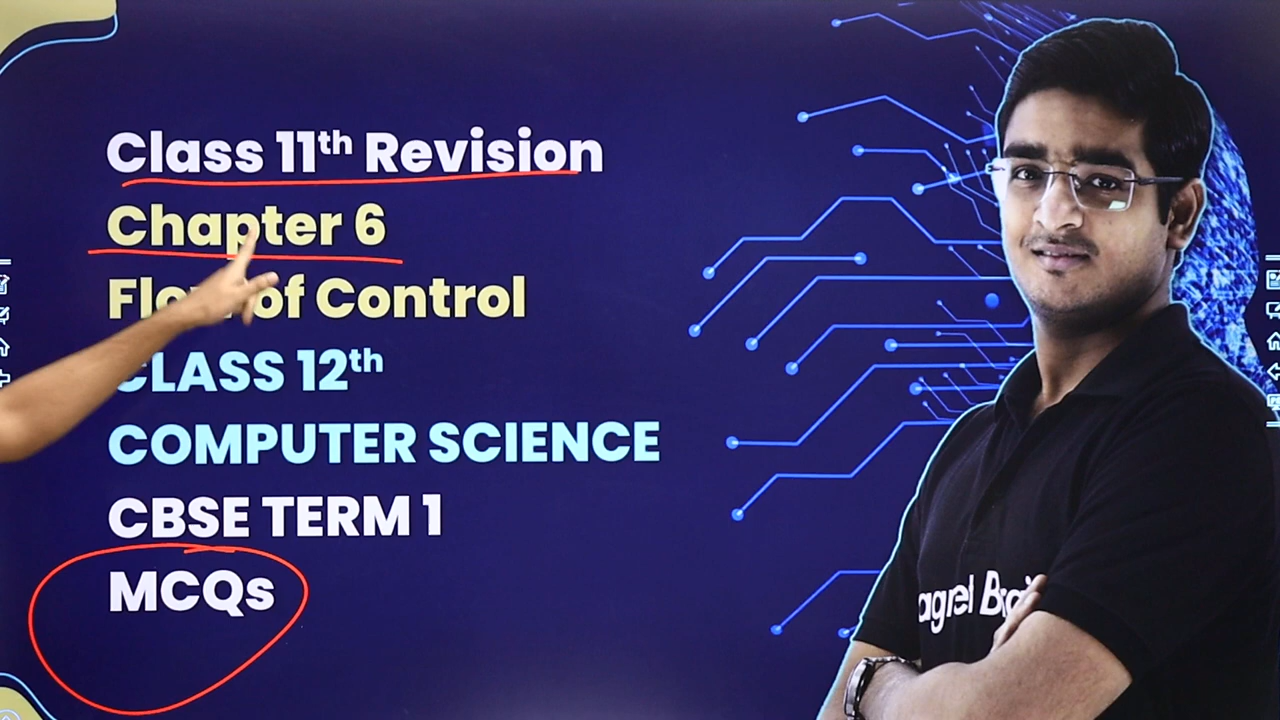 Class 11th Revision
Chapter 6
of Control
CLASS 12th
COMPUTER SCIENCE
CBSE TERM 1
MCQs